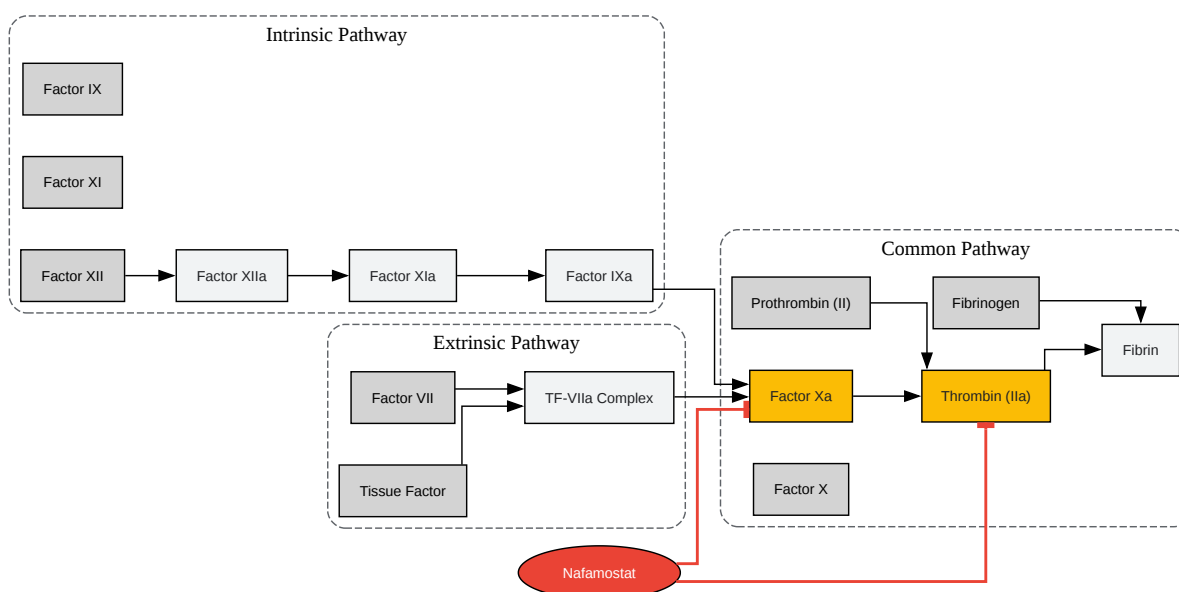 Intrinsic Pathway
Factor IX
Factor XI
Factor XII
Factor XIIa
Factor XIa
Factor IXa
Common Pathway
Prothrombin (II)
Fibrinogen
Fibrin
Extrinsic Pathway
Factor VII
TF-VIIa Complex
Factor Xa
Thrombin (IIa)
Tissue Factor
Factor X
Nafamostat